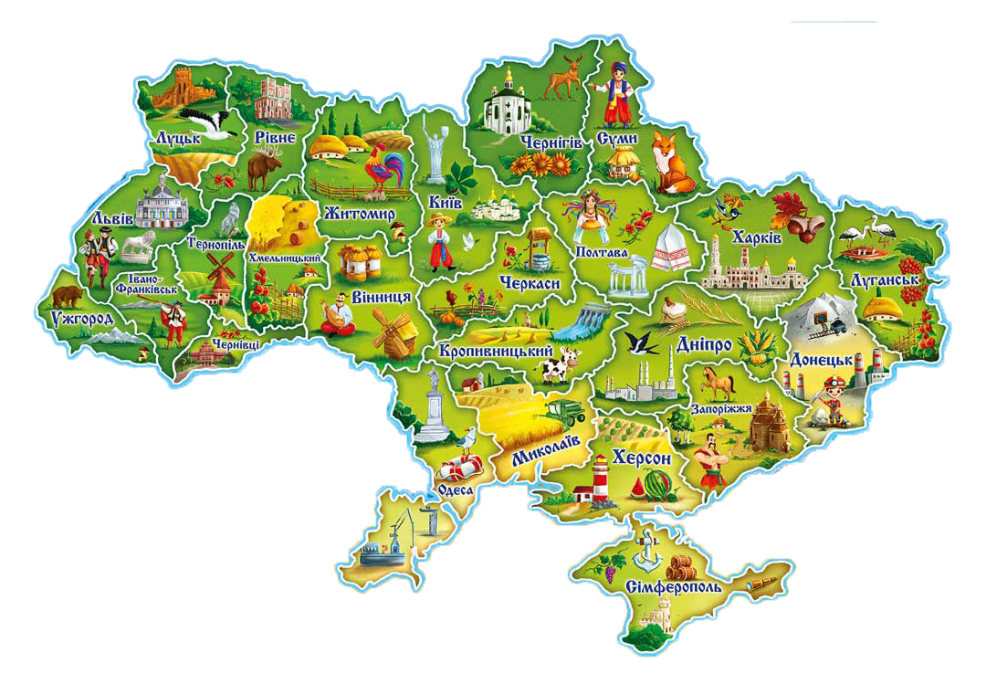 Луцьк
Рівне
Чернігів
Суми
Житомир
Київ
Львів
Тернопіль
Хмельницький
Полтава
Харків
Івано-
Франківськ
Вінниця
Черкаси
Луганськ
Ужгород
Чернівці
Кропивницький
Дніпро
Донецьк
Запоріжжя
Миколаїв
Херсон
Одеса
Сімферополь